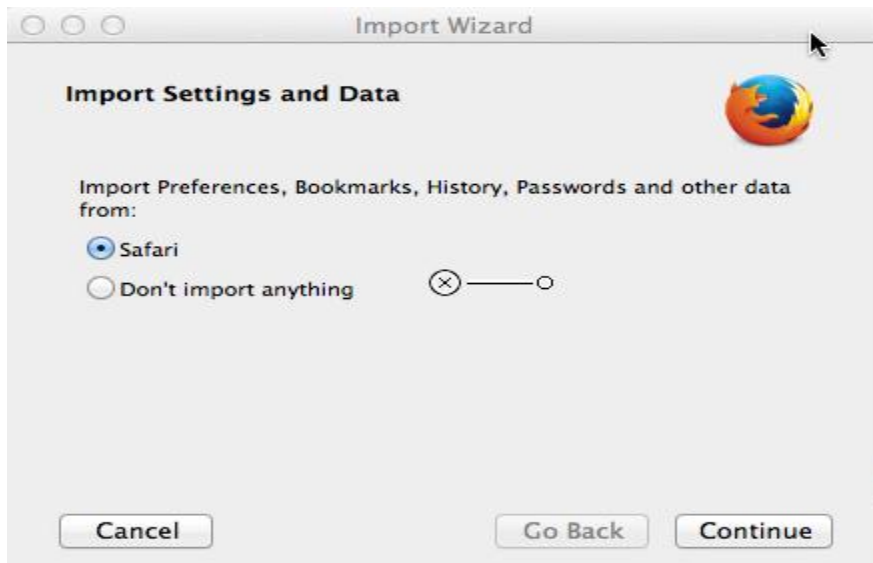 Import Wizard
Import Settings and Data
Import Preferences, Bookmarks, History, Passwords and other data
from:
Safari
Don't import anything
Cancel
Go Back
Continue